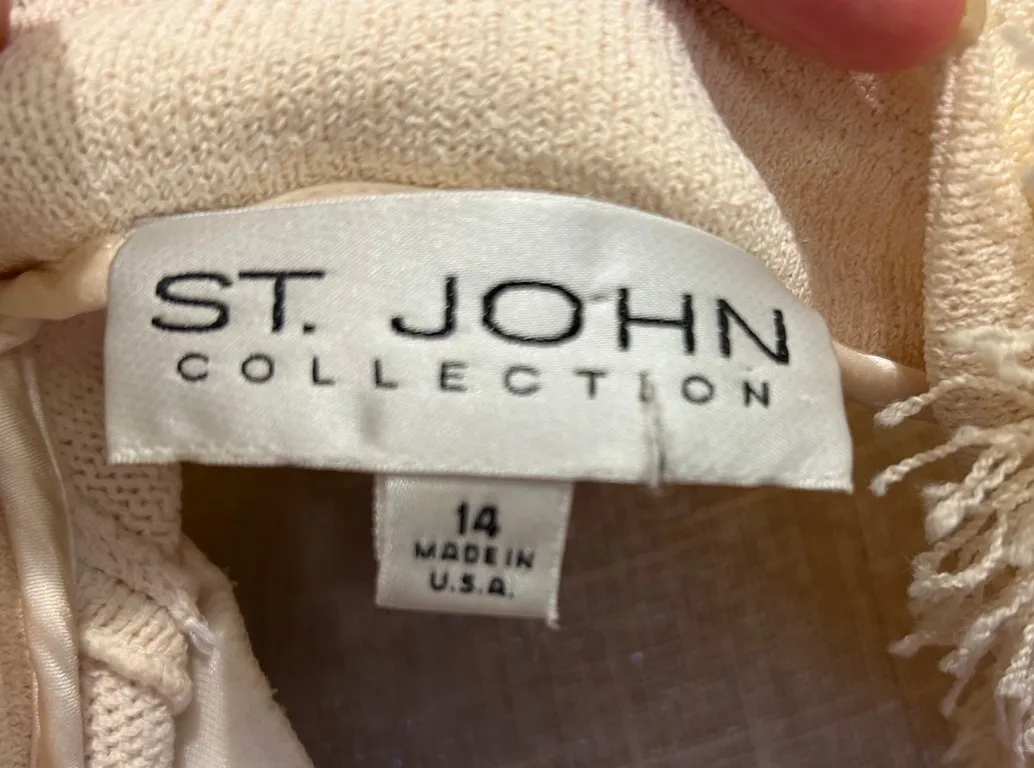 ST. JOHN
COLLECTION
14
MADE IN
U.S.A.